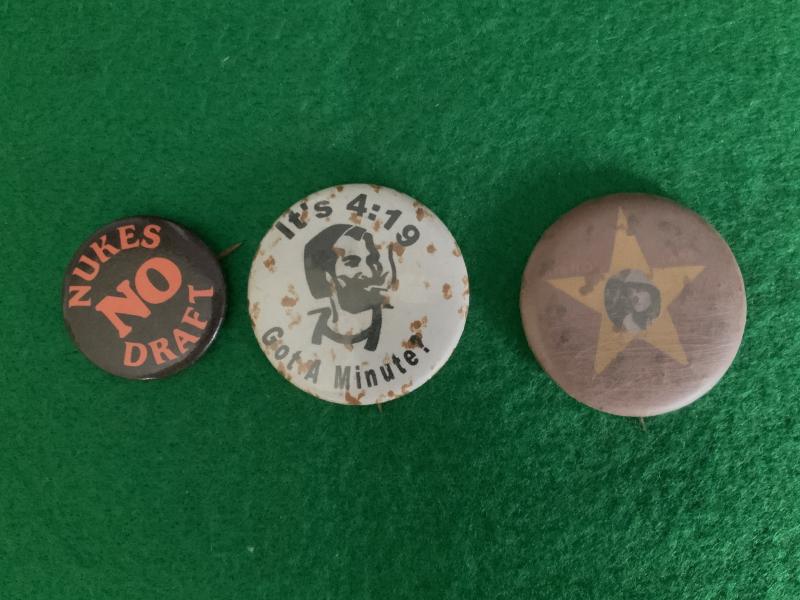 NUKES
NO
DRAFT
It's 4:19
Got A Minute?